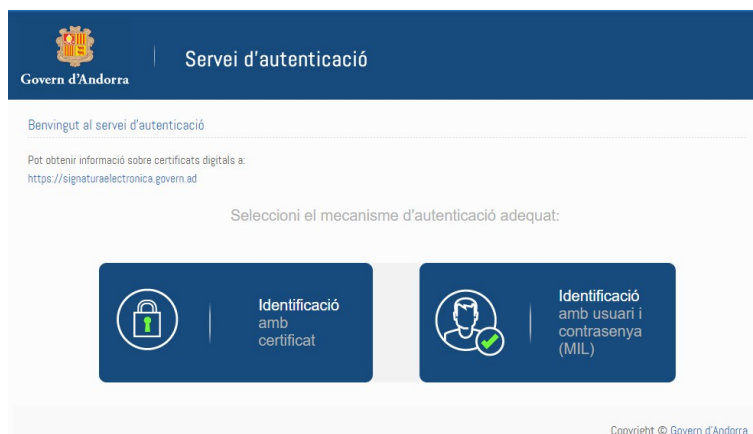 Govern d'Andorra
Servei d'autenticació
Benvingut al servei d'autenticació
Pot obtenir informació sobre certificats digitals a:
https://signaturaelectronica.govern.ad
Seleccioni el mecanisme d'autenticació adequat:
Identificació
amb
certificat
Identificació
amb usuari i
contrasenya
(MIL)
Copyright © Govern d'Andorra